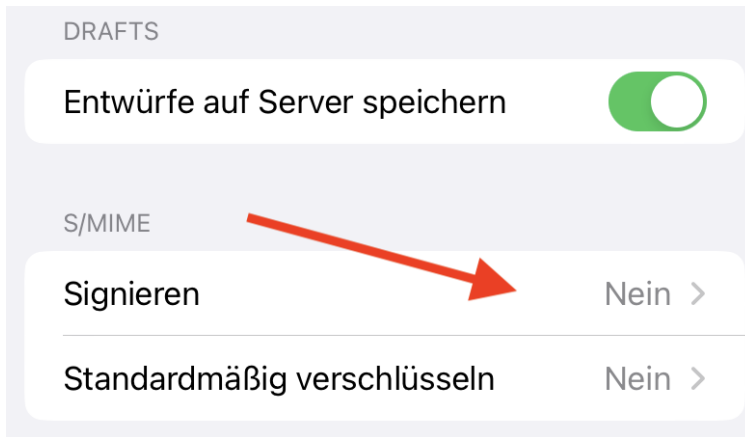 DRAFTS
Entwürfe auf Server speichern
S/MIME
Signieren Nein
Standardmäßig verschlüsseln Nein